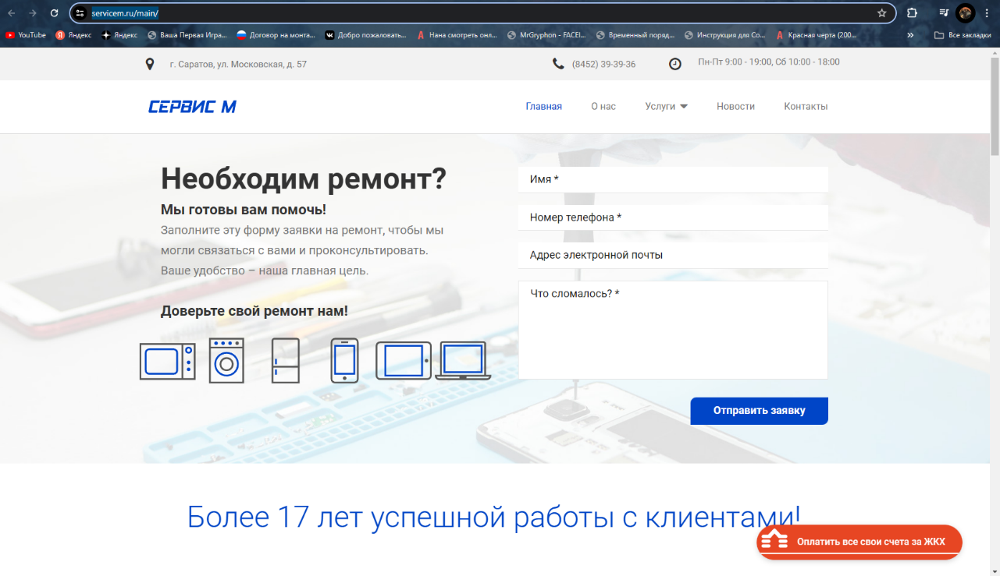 servicem.ru/main/
YouTube
Яндекс
Яндекс
Ваша Первая Игра...
Договор на монта...
Добро пожаловать...
Нана смотреть онл...
MrGryphon - FACEI...
Временный поряд...
Инструкция для Со...
Красная черта (200...
»
Все закладки
г. Саратов, ул. Московская, д. 57
(8452) 39-39-36
Пн-Пт 9:00 - 19:00, Сб 10:00 - 18:00
СЕРВИС М
Главная
О нас
Услуги
Новости
Контакты
Необходим ремонт?
Мы готовы вам помочь!
Заполните эту форму заявки на ремонт, чтобы мы
могли связаться с вами и проконсультировать.
Ваше удобство – наша главная цель.
Доверьте свой ремонт нам!
Имя *
Номер телефона *
Адрес электронной почты
Что сломалось? *
Отправить заявку
Более 17 лет успешной работы с клиентами!
Оплатить все свои счета за ЖКХ